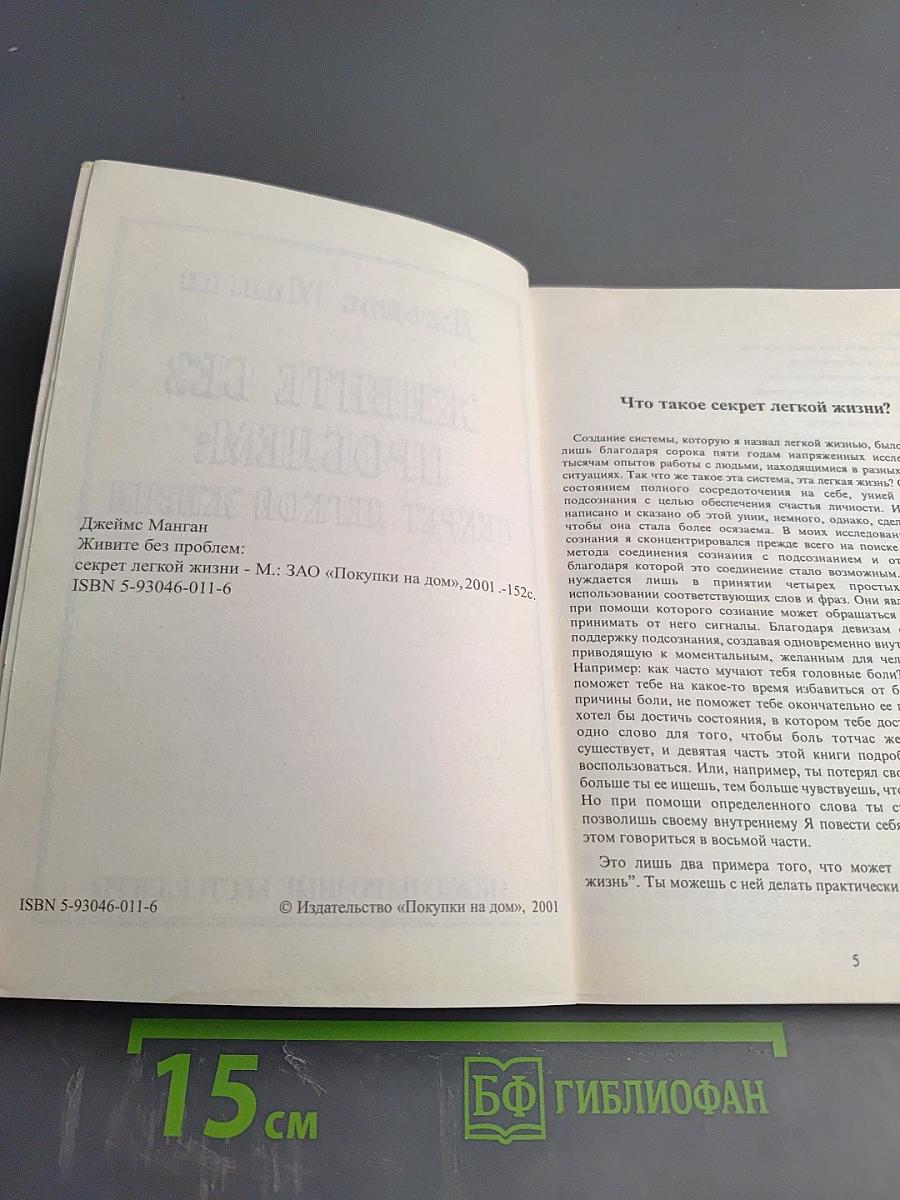 Джеймс Манган
Живите без проблем:
секрет легкой жизни - М.: ЗАО «Покупки на дом», 2001 .-152с.
ISBN 5-93046-011-6
ISBN 5-93046-011-6
© Издательство «Покупки на дом», 2001
Что такое секрет легкой жизни?
Создание системы, которую я назвал легкой жизнью, было
лишь благодаря сорока пяти годам напряженных
тысячам опытов работы с людьми, находящимися в разных
ситуациях. Так что же такое эта система, эта легкая жизнь?
состоянием полного сосредоточения на себе, унией
подсознания с целью обеспечения счастья личности. И
написано и сказано об этой унии, немного, однако,
чтобы она стала более осязаема. В моих
сознания я сконцентрировался прежде всего на поиске
метода соединения сознания с подсознанием и
благодаря которой это соединение стало возможным.
нуждается лишь в принятии четырех простых
использовании соответствующих слов и фраз. Они
при помощи которого сознание может обращаться
принимать от него сигналы. Благодаря девизам
поддержку подсознания, создавая одновременно
приводящую к моментальным, желанным для
Например: как часто мучают тебя головные боли?
поможет тебе на какое-то время избавиться от
причины боли, не поможет тебе окончательно ее
хотел бы достичь состояния, в котором тебе
одно слово для того, чтобы боль тотчас же
существует, и девятая часть этой книги
воспользоваться. Или, например, ты потерял
больше ты ее ищешь, тем больше чувствуешь,
Но при помощи определенного слова ты
позволишь своему внутреннему Я повести себя
этом говориться в восьмой части.
Это лишь два примера того, что может
жизнь”. Ты можешь с ней делать практически
5
15 см
БФ ГИБЛИОФАН